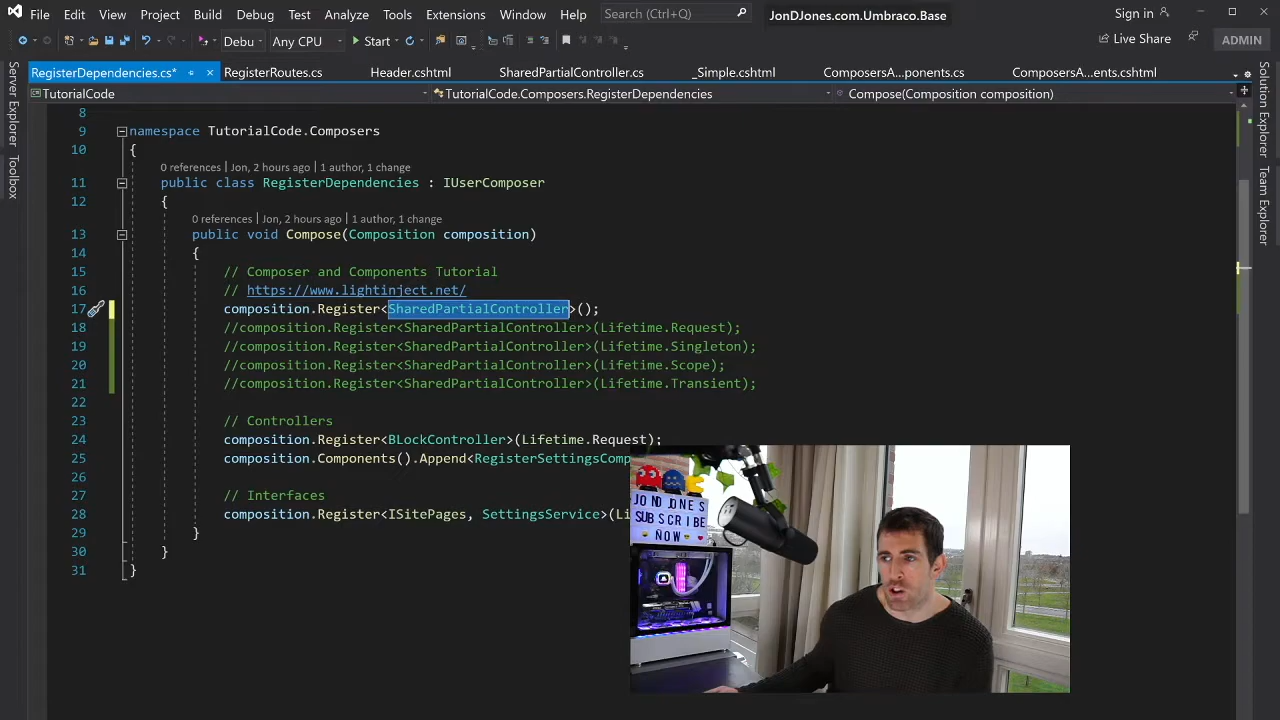 File Edit View Project Build Debug Test Analyze Tools Extensions Window Help Search (Ctrl+Q) JonDJones.com.Umbraco.Base Sign in
Debu Any CPU Start Live Share ADMIN
RegisterDependencies.cs* RegisterRoutes.cs Header.cshtml SharedPartialController.cs _Simple.cshtml ComposersA...ponents.cs ComposersA...ents.cshtml
TutorialCode TutorialCode.Composers.RegisterDependencies Compose(Composition composition)
Server Explorer
Toolbox
Solution Explorer
Team Explorer
8
9 namespace TutorialCode.Composers
10 {
0 references | Jon, 2 hours ago | 1 author, 1 change
11 public class RegisterDependencies : IUserComposer
12 {
0 references | Jon, 2 hours ago | 1 author, 1 change
13 public void Compose(Composition composition)
14 {
15 // Composer and Components Tutorial
16 // https://www.lightinject.net/
17 composition.Register<SharedPartialController>();
18 //composition.Register<SharedPartialController>(Lifetime.Request);
19 //composition.Register<SharedPartialController>(Lifetime.Singleton);
20 //composition.Register<SharedPartialController>(Lifetime.Scope);
21 //composition.Register<SharedPartialController>(Lifetime.Transient);
22
23 // Controllers
24 composition.Register<BLockController>(Lifetime.Request);
25 composition.Components().Append<RegisterSettingsComp
26
27 // Interfaces
28 composition.Register<ISitePages, SettingsService>(Li
29 }
30 }
31 }
JON DJONES
SUBSCRIBE
NOW